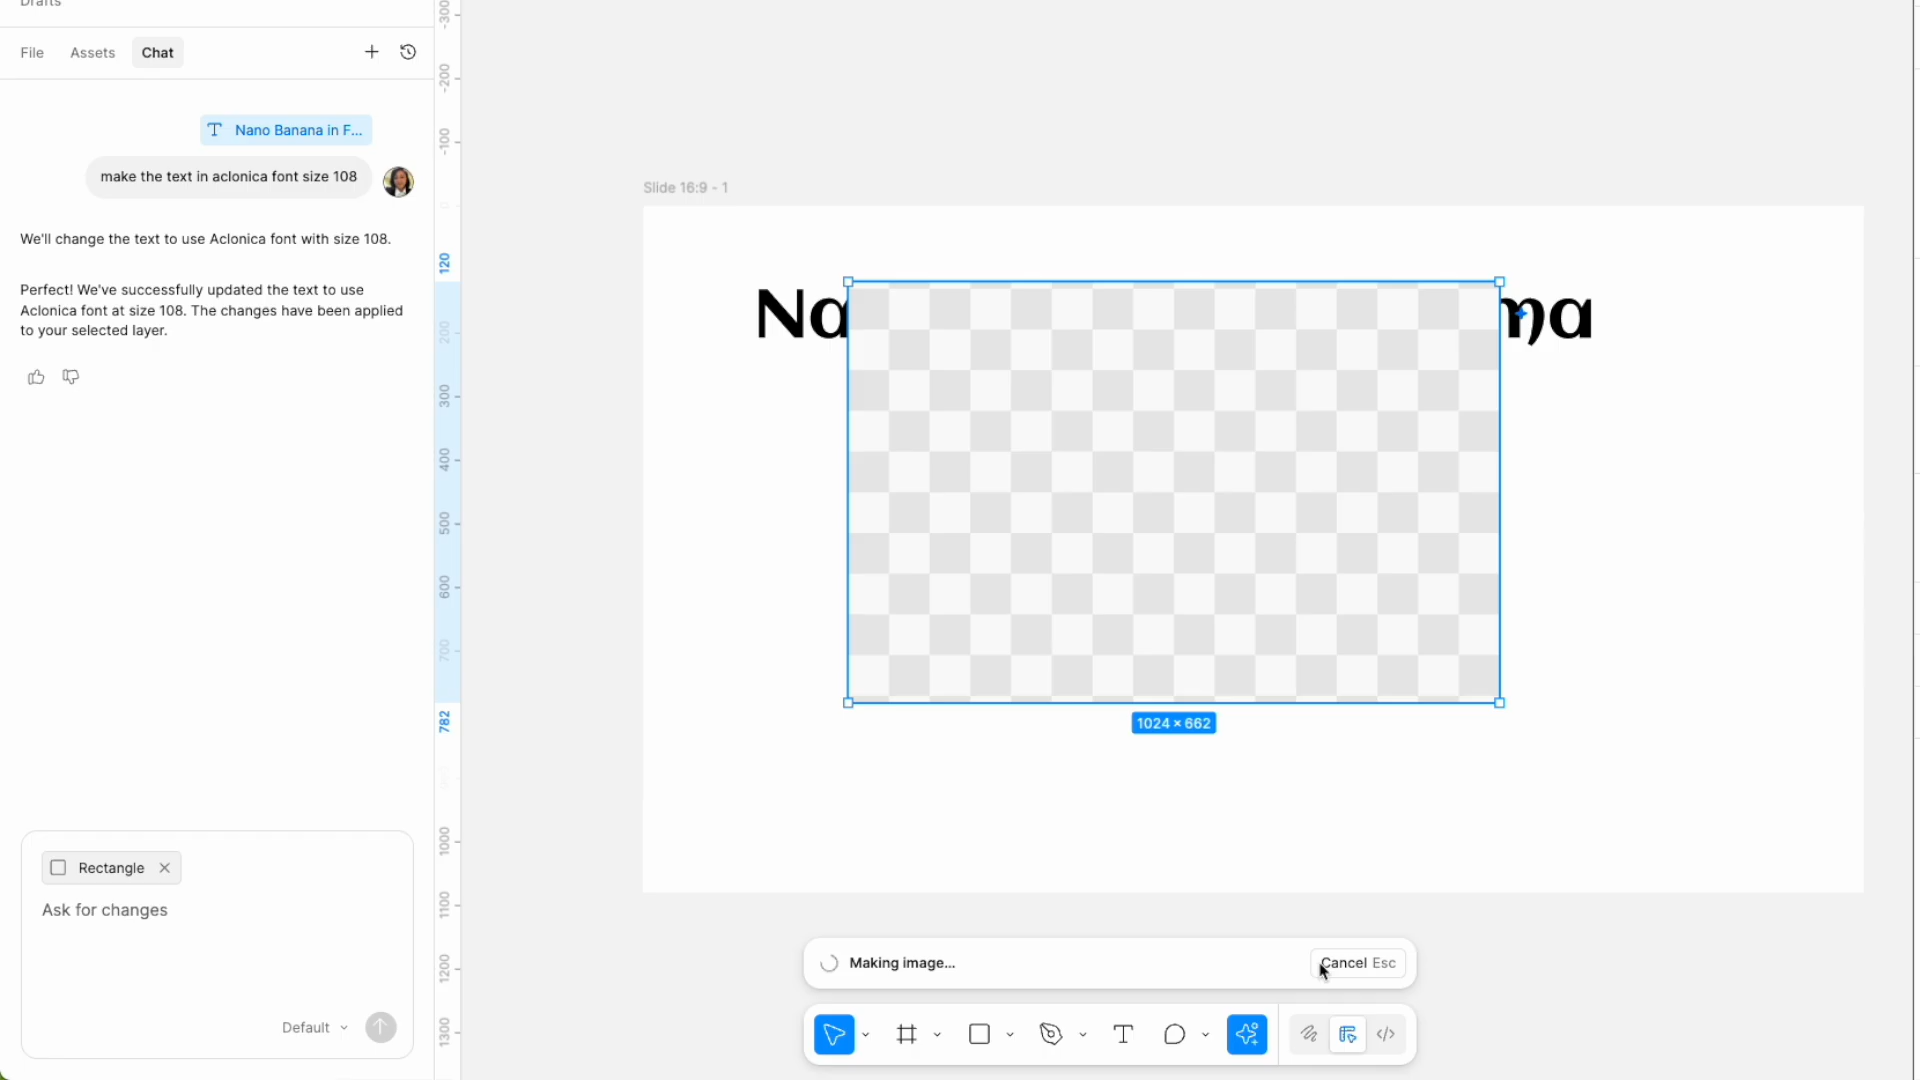 Drafts
File Assets Chat
Nano Banana in F...
make the text in aclonica font size 108
We'll change the text to use Aclonica font with size 108.
Perfect! We've successfully updated the text to use
Aclonica font at size 108. The changes have been applied
to your selected layer.
Rectangle
Ask for changes
Default
-300
-200
-100
0
120
200
300
400
500
600
700
782
1000
1100
1200
1300
Slide 16:9 - 1
Na ma
1024 × 662
Making image...
Cancel Esc